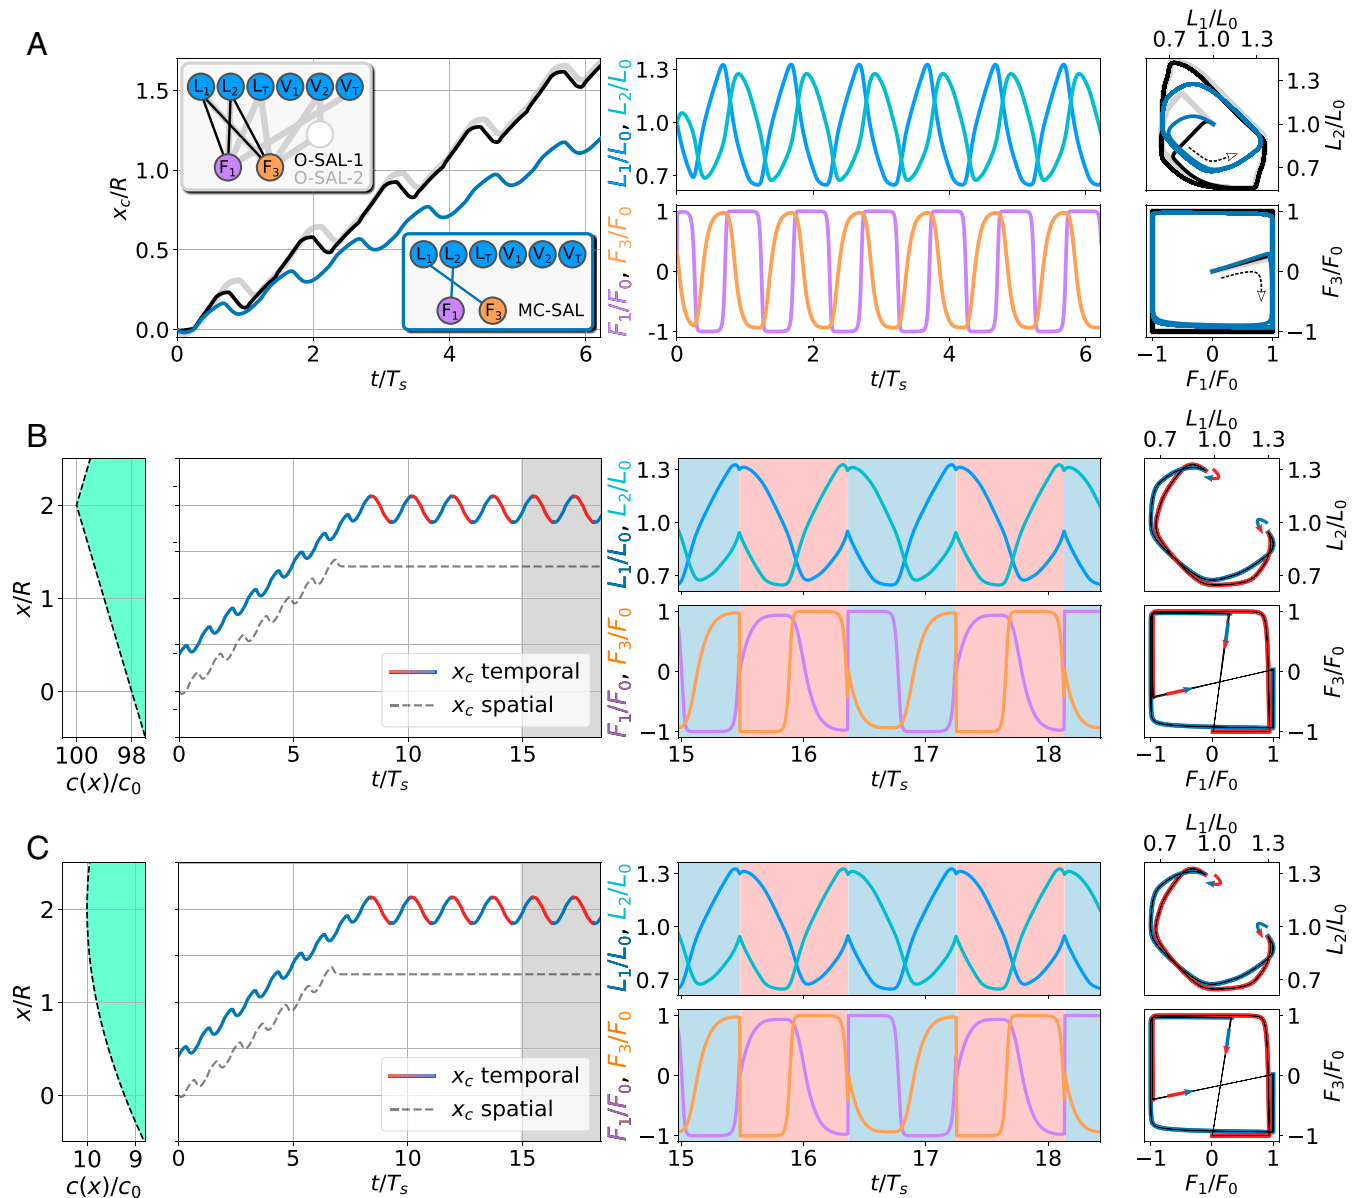 A
x_c/R
1.5
1.0
0.5
0.0
0
2
4
6
t/T_s
L_1 L_2 L_T V_1 V_2 V_T
F_1 F_3
O-SAL-1
O-SAL-2
L_1 L_2 L_T V_1 V_2 V_T
F_1 F_3 MC-SAL
L_1/L_0, L_2/L_0
1.3
1.0
0.7
F_1/F_0, F_3/F_0
1
0
-1
0 2 4 6
t/T_s
L_1/L_0
0.7 1.0 1.3
1.3
1.0
0.7
L_2/L_0
1
0
−1
F_3/F_0
−1 0 1
F_1/F_0
B
x/R
2
1
0
100 98
c(x)/c_0
x_c temporal
x_c spatial
0 5 10 15
t/T_s
L_1/L_0, L_2/L_0
1.3
1.0
0.7
F_1/F_0, F_3/F_0
1
0
−1
15 16 17 18
t/T_s
L_1/L_0
0.7 1.0 1.3
1.3
1.0
0.7
L_2/L_0
1
0
−1
F_3/F_0
−1 0 1
F_1/F_0
C
x/R
2
1
0
10 9
c(x)/c_0
x_c temporal
x_c spatial
0 5 10 15
t/T_s
L_1/L_0, L_2/L_0
1.3
1.0
0.7
F_1/F_0, F_3/F_0
1
0
−1
15 16 17 18
t/T_s
L_1/L_0
0.7 1.0 1.3
1.3
1.0
0.7
L_2/L_0
1
0
−1
F_3/F_0
−1 0 1
F_1/F_0